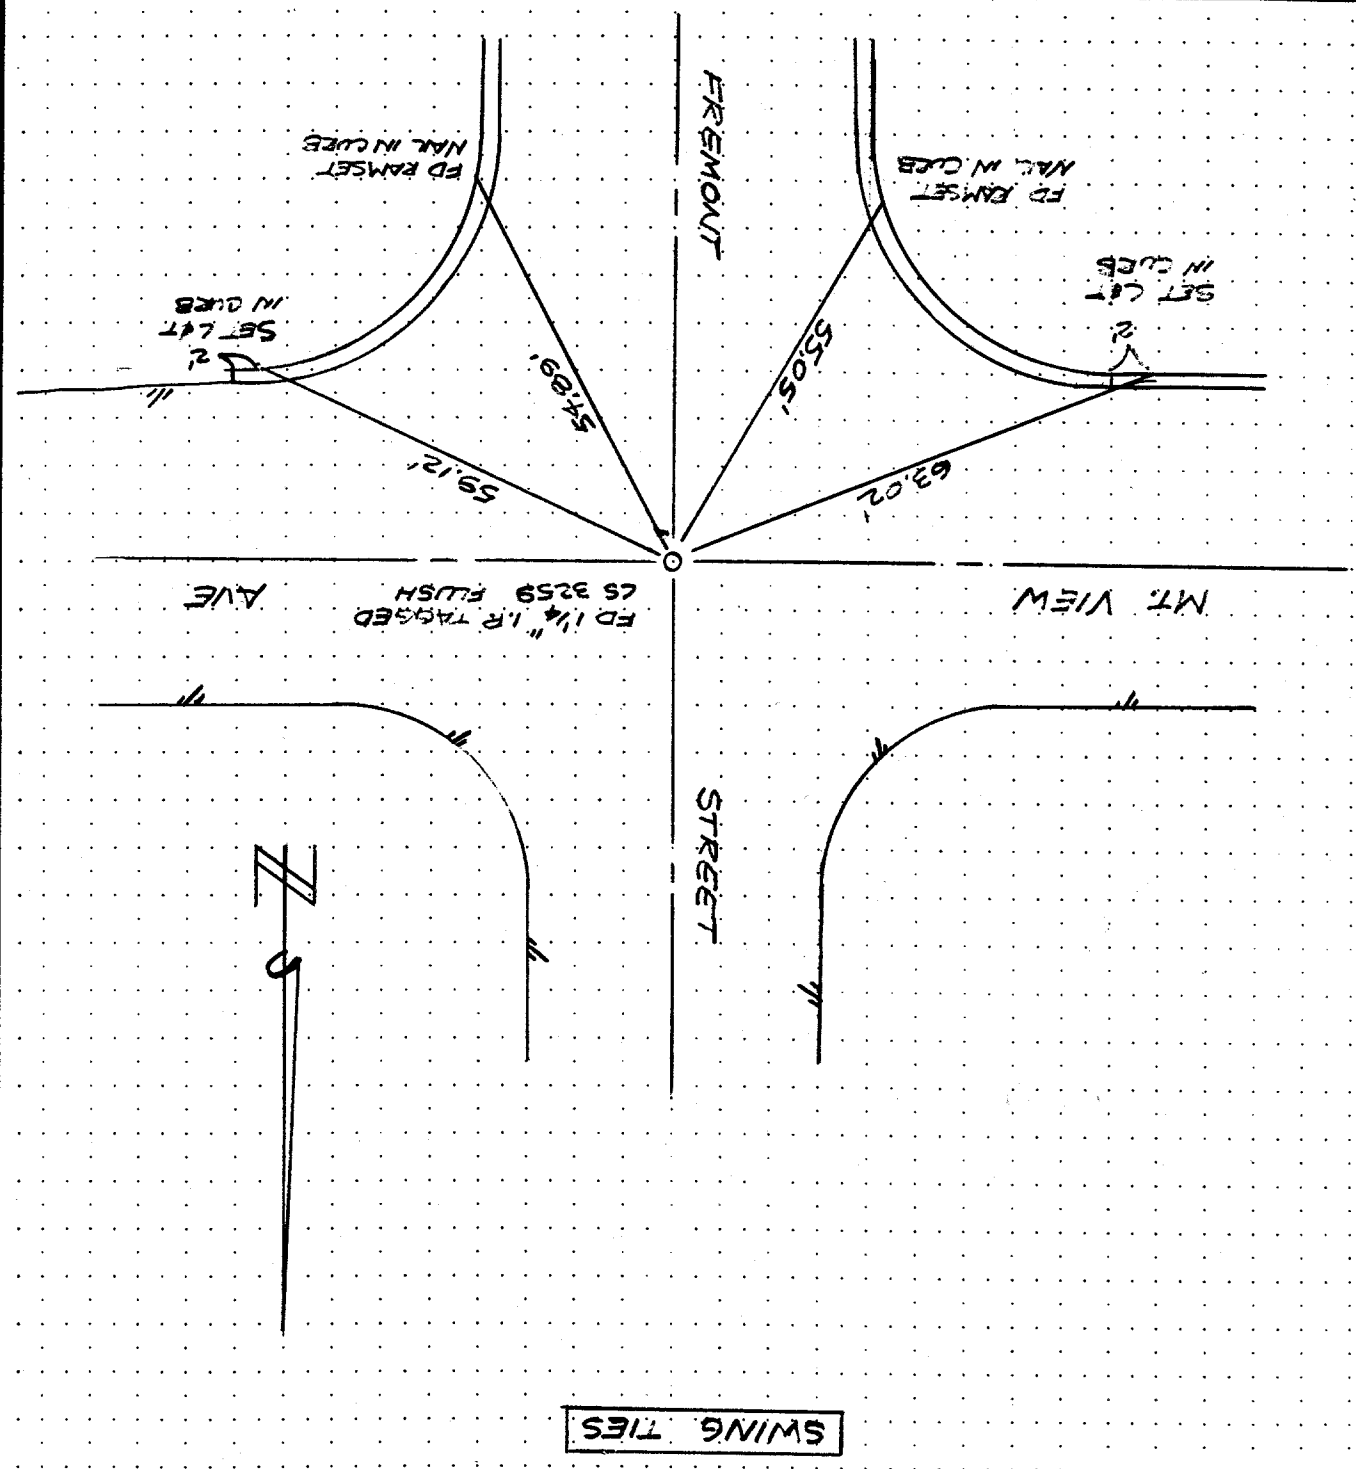 SWING TIES
N
STREET
MT. VIEW
AVE
FD 1 1/4" I.P. TAGGED
LS 3259 FLUSH
63.02'
59.12'
55.05'
54.89'
2'
SET L&T
IN CURB
2'
SET L&T
IN CURB
FD RAMSET
NAIL IN CURB
FD RAMSET
NAIL IN CURB
FREMONT